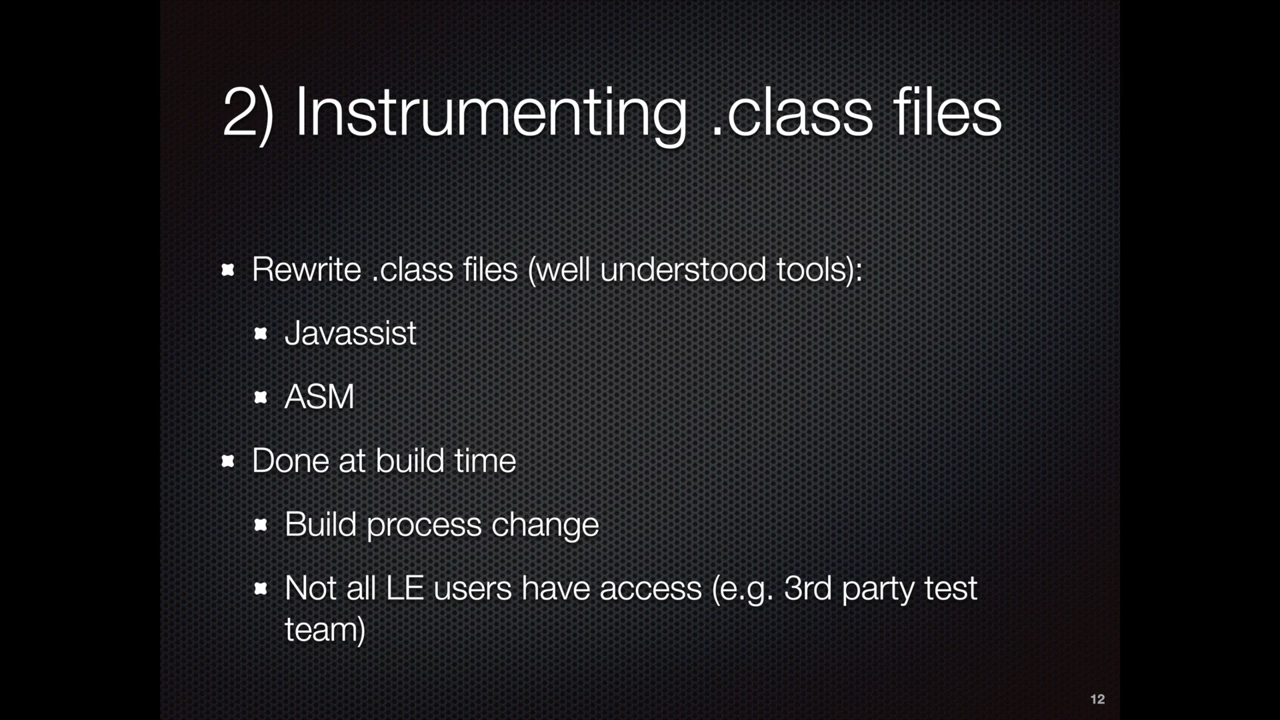 2) Instrumenting .class files
Rewrite .class files (well understood tools):
Javassist
ASM
Done at build time
Build process change
Not all LE users have access (e.g. 3rd party test
team)
12